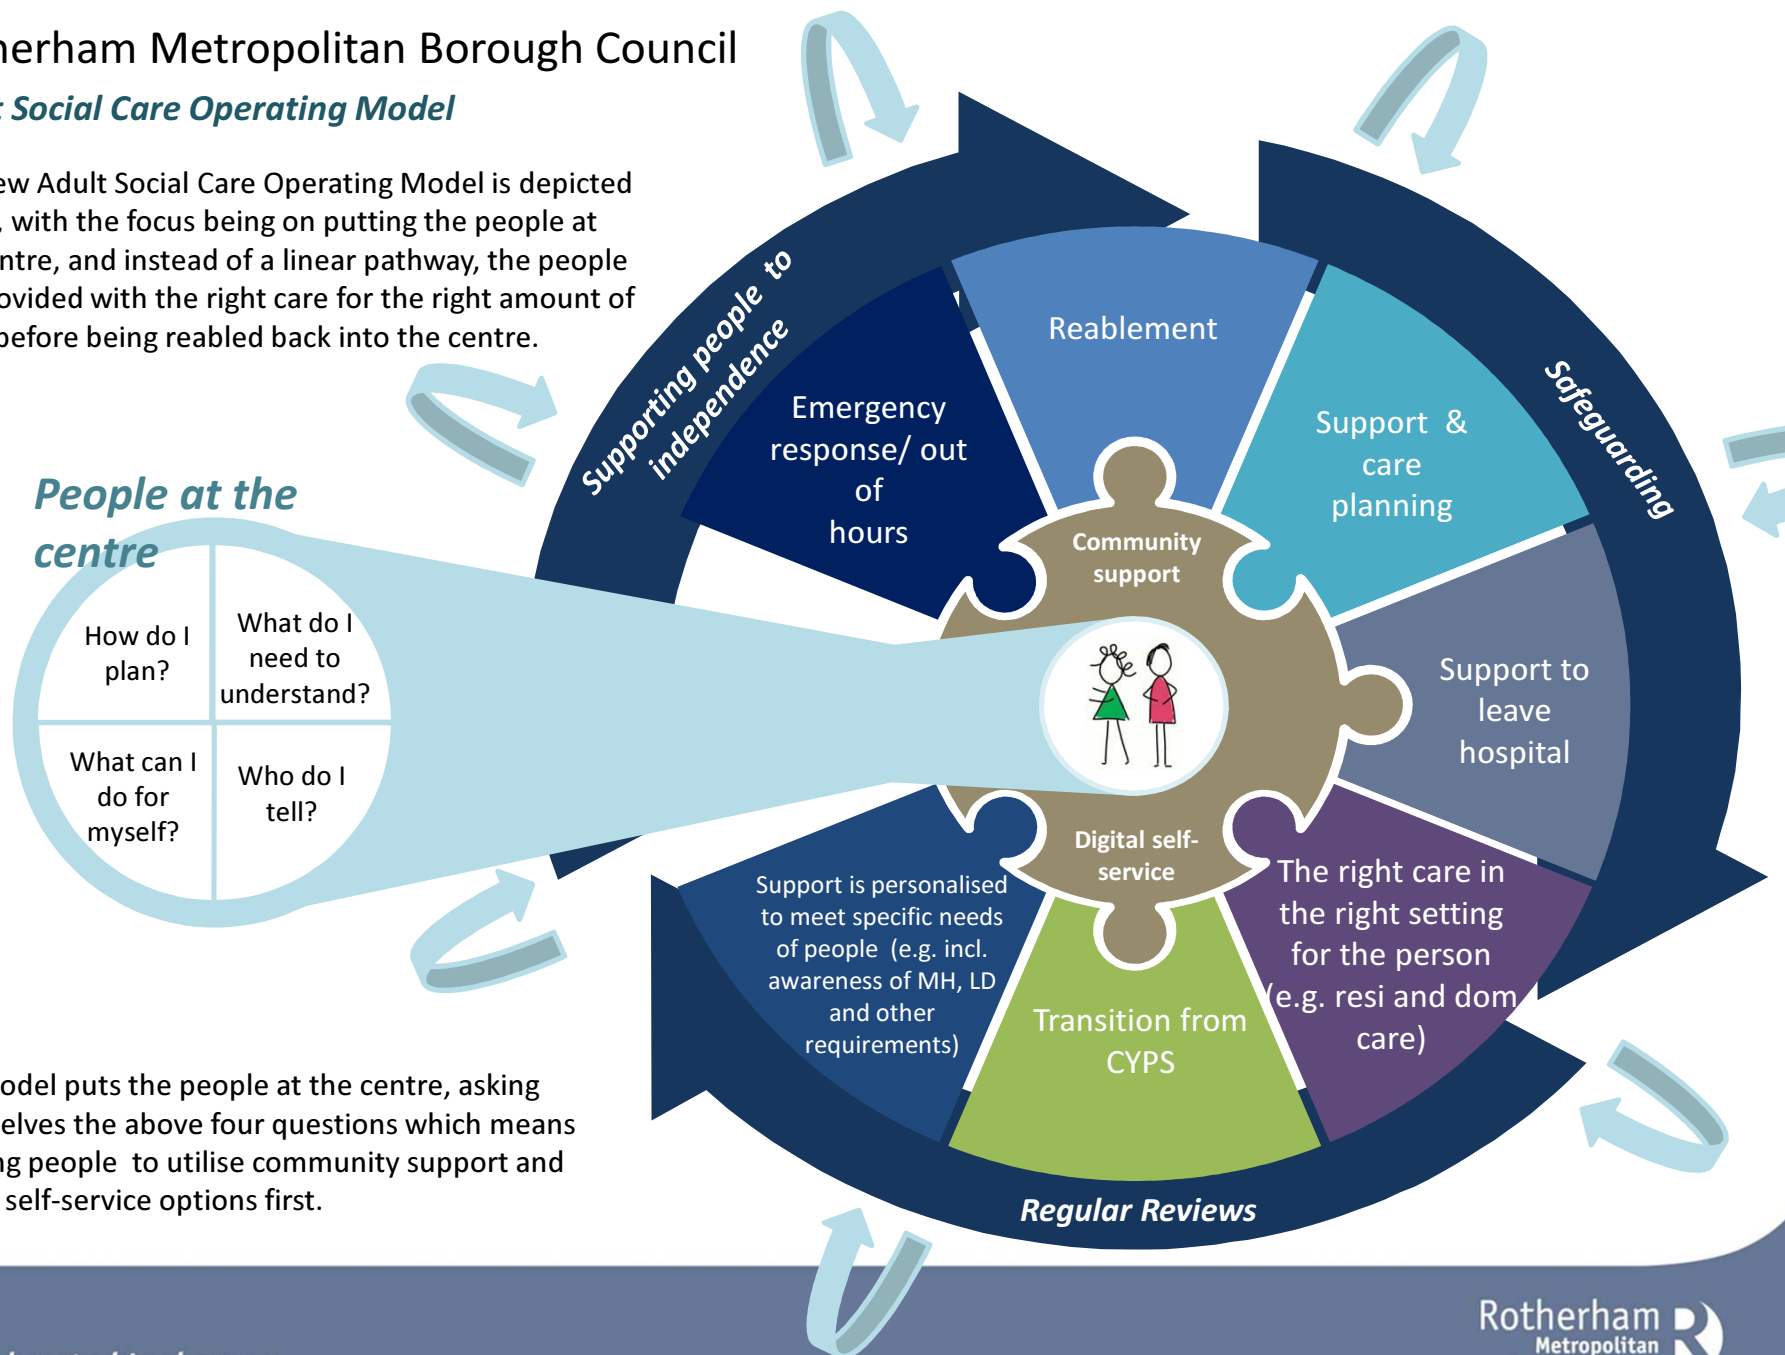 herham Metropolitan Borough Council
t Social Care Operating Model
ew Adult Social Care Operating Model is depicted
, with the focus being on putting the people at
ntre, and instead of a linear pathway, the people
ovided with the right care for the right amount of
before being reabled back into the centre.
People at the
centre
How do I
plan?
What do I
need to
understand?
What can I
do for
myself?
Who do I
tell?
odel puts the people at the centre, asking
elves the above four questions which means
ng people to utilise community support and
self-service options first.
Supporting people to
independence
Safeguarding
Regular Reviews
Emergency
response/ out
of
hours
Reablement
Support &
care
planning
Support to
leave
hospital
The right care in
the right setting
for the person
(e.g. resi and dom
care)
Transition from
CYPS
Support is personalised
to meet specific needs
of people (e.g. incl.
awareness of MH, LD
and other
requirements)
Community
support
Digital self-
service
Rotherham
Metropolitan